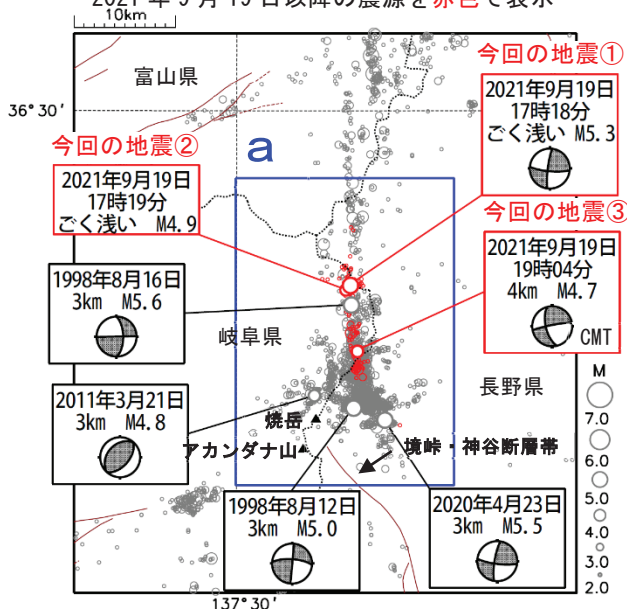 2021年9月19日以降の震源を赤色で表示
10km
富山県
36°30′
今回の地震①
2021年9月19日
17時18分
ごく浅い M5.3
今回の地震②
2021年9月19日
17時19分
ごく浅い M4.9
a
今回の地震③
2021年9月19日
19時04分
4km M4.7
CMT
1998年8月16日
3km M5.6
岐阜県
長野県
2011年3月21日
3km M4.8
焼岳
アカンダナ山
境峠・神谷断層帯
1998年8月12日
3km M5.0
2020年4月23日
3km M5.5
M
7.0
6.0
5.0
4.0
3.0
2.0
137°30′